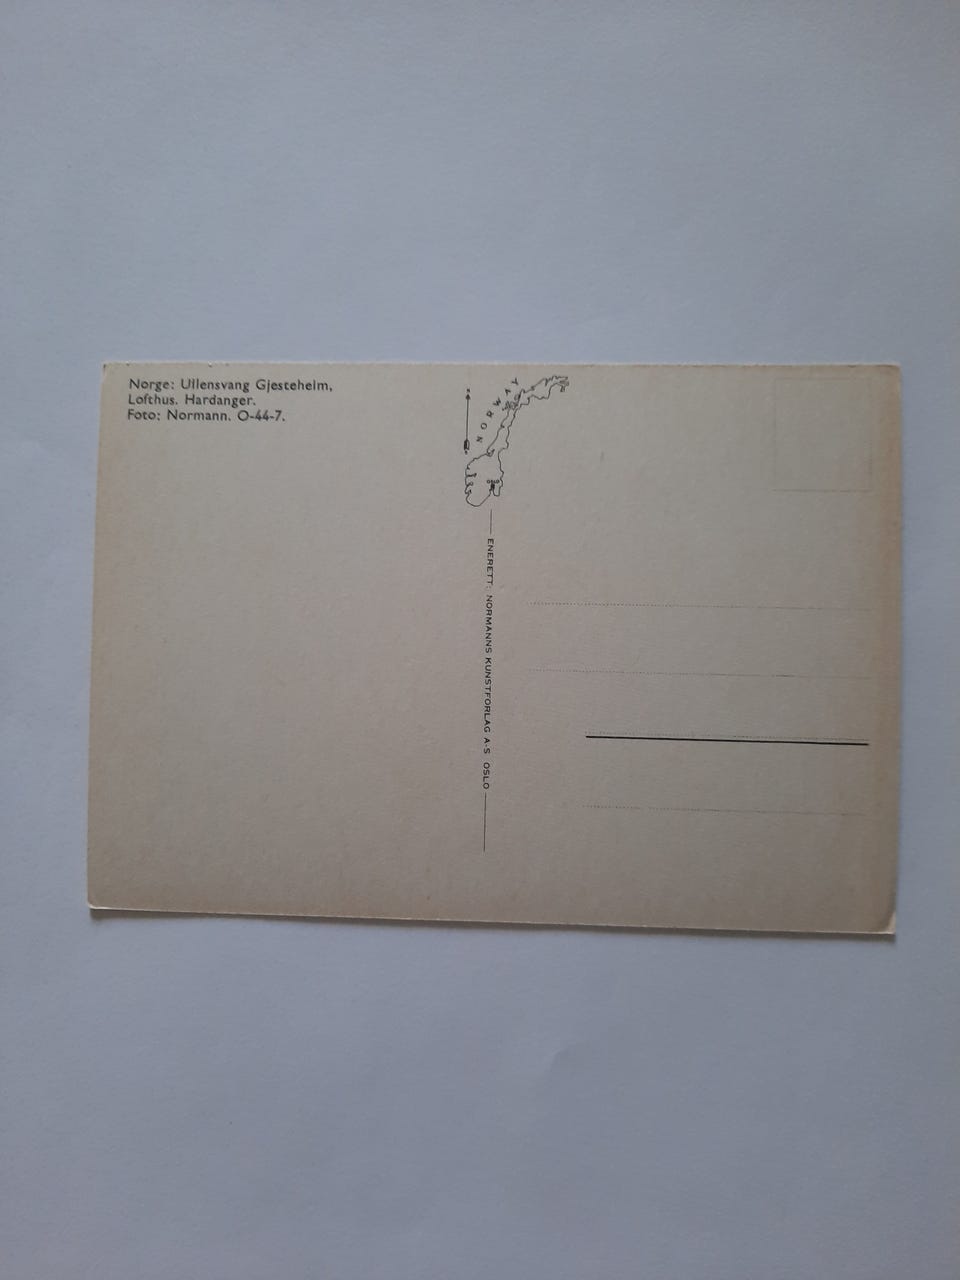 Norge: Ullensvang Gjesteheim,
Lofthus. Hardanger.
Foto: Normann. O-44-7.
NORWAY
ENERETT: NORMANNS KUNSTFORLAG A-S OSLO